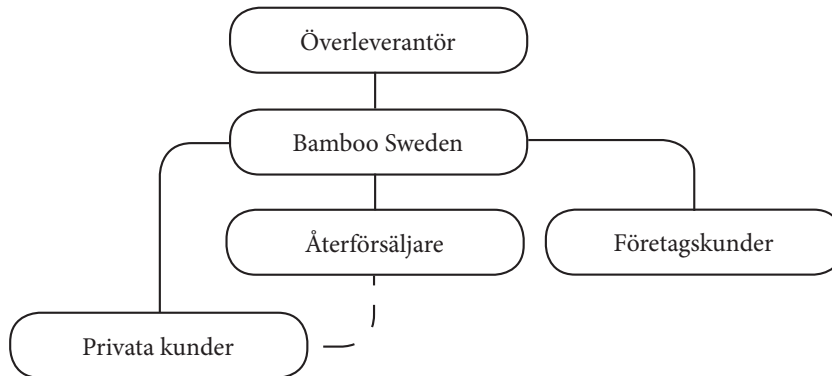 Överleverantör
Bamboo Sweden
Återförsäljare
Företagskunder
Privata kunder